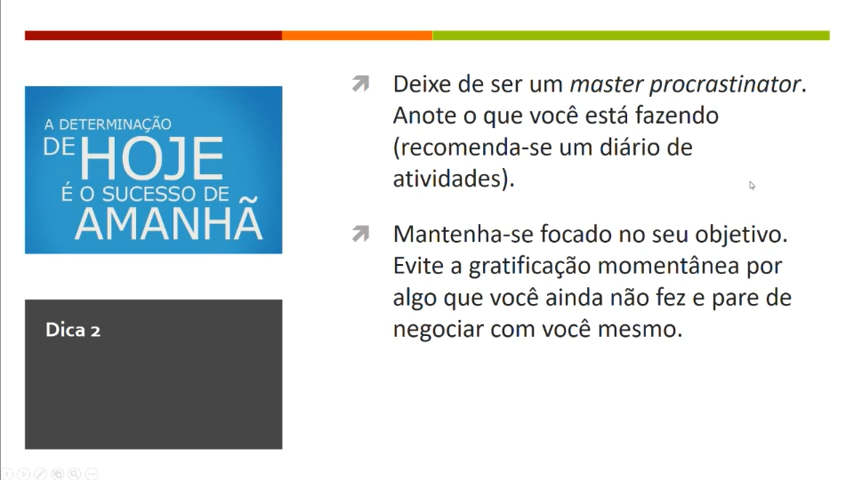 A DETERMINAÇÃO
DE HOJE
É O SUCESSO DE
AMANHÃ
Dica 2
Deixe de ser um master procrastinator.
Anote o que você está fazendo
(recomenda-se um diário de
atividades).
Mantenha-se focado no seu objetivo.
Evite a gratificação momentânea por
algo que você ainda não fez e pare de
negociar com você mesmo.